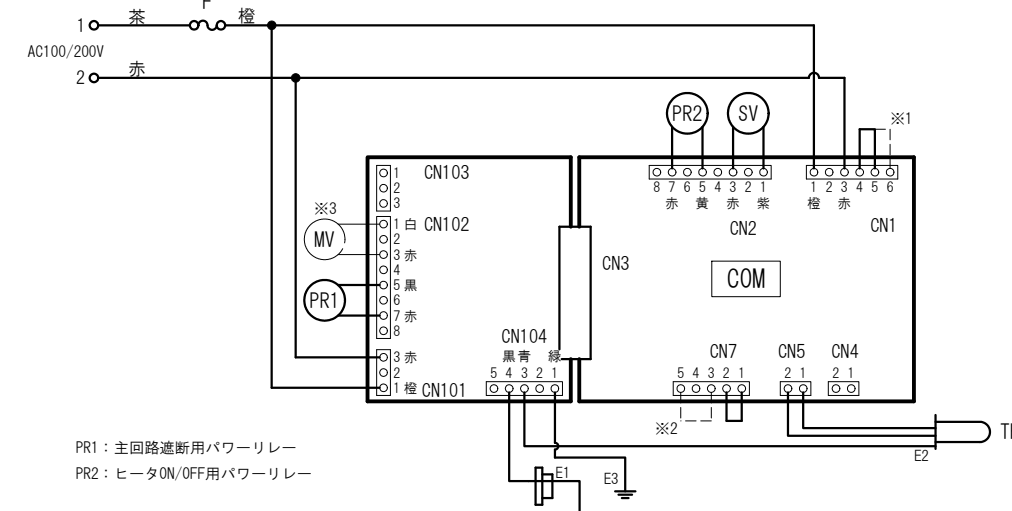 F
1 茶 橙
AC100/200V
2 赤
PR2 SV ※1
8 7 6 5 4 3 2 1
赤 黄 赤 紫
CN2
1 2 3 4 5 6
橙 赤
CN1
1 CN103
2
3
※3
MV
1 白 CN102
2
3 赤
4
PR1
5 黒
6
7 赤
8
CN3
COM
3 赤
2
1 橙 CN101
CN104
黒 青 緑
5 4 3 2 1
CN7
5 4 3 2 1
CN5
2 1
CN4
2 1
※2
E2
E1
E3
PR1：主回路遮断用パワーリレー
PR2：ヒータON/OFF用パワーリレー